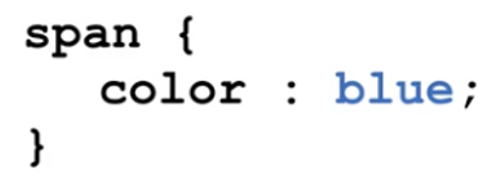 span {
color : blue;
}